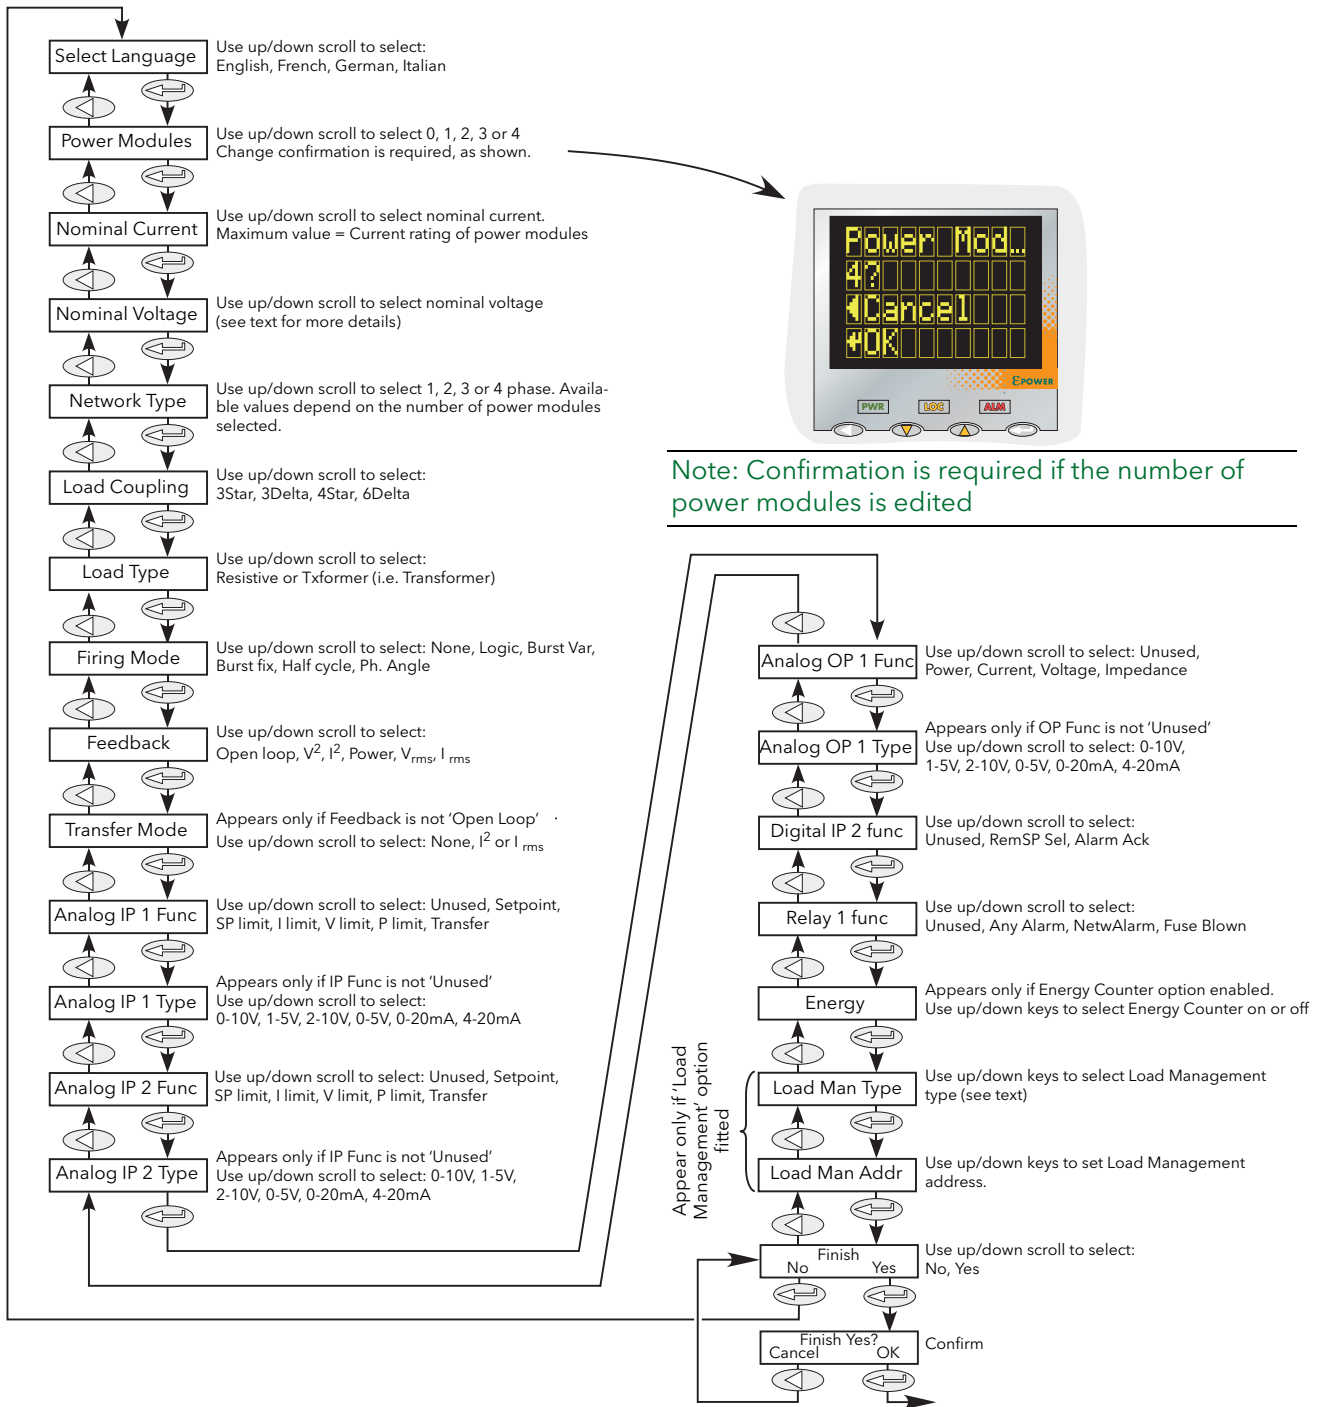 Select Language
Use up/down scroll to select:
English, French, German, Italian
Power Modules
Use up/down scroll to select 0, 1, 2, 3 or 4
Change confirmation is required, as shown.
Nominal Current
Use up/down scroll to select nominal current.
Maximum value = Current rating of power modules
Nominal Voltage
Use up/down scroll to select nominal voltage
(see text for more details)
Network Type
Use up/down scroll to select 1, 2, 3 or 4 phase. Availa-
ble values depend on the number of power modules
selected.
Load Coupling
Use up/down scroll to select:
3Star, 3Delta, 4Star, 6Delta
Load Type
Use up/down scroll to select:
Resistive or Txformer (i.e. Transformer)
Firing Mode
Use up/down scroll to select: None, Logic, Burst Var,
Burst fix, Half cycle, Ph. Angle
Feedback
Use up/down scroll to select:
Open loop, V², I², Power, Vrms, I rms
Transfer Mode
Appears only if Feedback is not 'Open Loop' ·
Use up/down scroll to select: None, I² or I rms
Analog IP 1 Func
Use up/down scroll to select: Unused, Setpoint,
SP limit, I limit, V limit, P limit, Transfer
Analog IP 1 Type
Appears only if IP Func is not 'Unused'
Use up/down scroll to select:
0-10V, 1-5V, 2-10V, 0-5V, 0-20mA, 4-20mA
Analog IP 2 Func
Use up/down scroll to select: Unused, Setpoint,
SP limit, I limit, V limit, P limit, Transfer
Analog IP 2 Type
Appears only if IP Func is not 'Unused'
Use up/down scroll to select: 0-10V, 1-5V,
2-10V, 0-5V, 0-20mA, 4-20mA
Power Mod...
4?
Cancel
OK
EPOWER
PWR
LOC
ALM
Note: Confirmation is required if the number of
power modules is edited
Analog OP 1 Func
Use up/down scroll to select: Unused,
Power, Current, Voltage, Impedance
Analog OP 1 Type
Appears only if OP Func is not 'Unused'
Use up/down scroll to select: 0-10V,
1-5V, 2-10V, 0-5V, 0-20mA, 4-20mA
Digital IP 2 func
Use up/down scroll to select:
Unused, RemSP Sel, Alarm Ack
Relay 1 func
Use up/down scroll to select:
Unused, Any Alarm, NetwAlarm, Fuse Blown
Energy
Appears only if Energy Counter option enabled.
Use up/down keys to select Energy Counter on or off
Appear only if 'Load
Management' option
fitted
Load Man Type
Use up/down keys to select Load Management
type (see text)
Load Man Addr
Use up/down keys to set Load Management
address.
Finish
No Yes
Use up/down scroll to select:
No, Yes
Finish Yes?
Cancel OK
Confirm